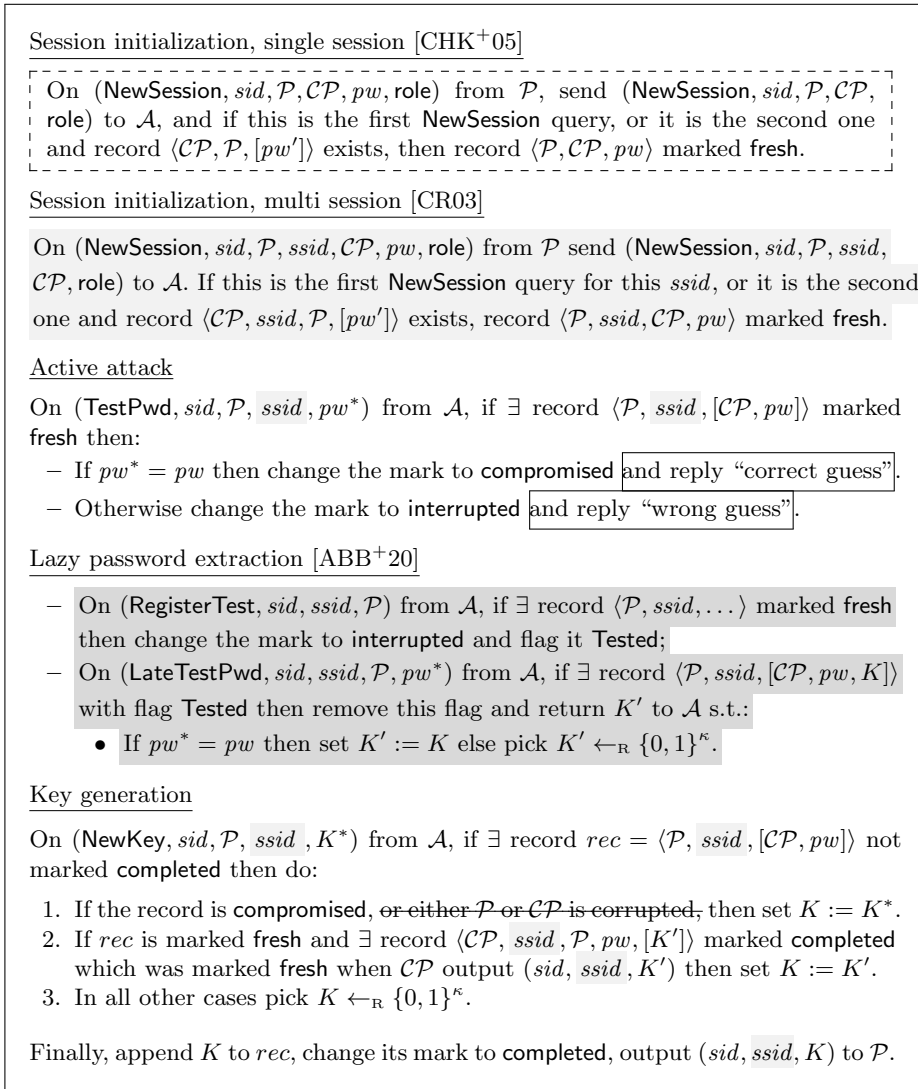 Session initialization, single session [CHK⁺05]
On (NewSession, sid, 𝒫, 𝒞𝒫, pw, role) from 𝒫, send (NewSession, sid, 𝒫, 𝒞𝒫,
role) to 𝒜, and if this is the first NewSession query, or it is the second one
and record ⟨𝒞𝒫, 𝒫, [pw′]⟩ exists, then record ⟨𝒫, 𝒞𝒫, pw⟩ marked fresh.
Session initialization, multi session [CR03]
On (NewSession, sid, 𝒫, ssid, 𝒞𝒫, pw, role) from 𝒫 send (NewSession, sid, 𝒫, ssid,
𝒞𝒫, role) to 𝒜. If this is the first NewSession query for this ssid, or it is the second
one and record ⟨𝒞𝒫, ssid, 𝒫, [pw′]⟩ exists, record ⟨𝒫, ssid, 𝒞𝒫, pw⟩ marked fresh.
Active attack
On (TestPwd, sid, 𝒫, ssid, pw*) from 𝒜, if ∃ record ⟨𝒫, ssid, [𝒞𝒫, pw]⟩ marked
fresh then:
– If pw* = pw then change the mark to compromised and reply “correct guess”.
– Otherwise change the mark to interrupted and reply “wrong guess”.
Lazy password extraction [ABB⁺20]
– On (RegisterTest, sid, ssid, 𝒫) from 𝒜, if ∃ record ⟨𝒫, ssid, . . . ⟩ marked fresh
then change the mark to interrupted and flag it Tested;
– On (LateTestPwd, sid, ssid, 𝒫, pw*) from 𝒜, if ∃ record ⟨𝒫, ssid, [𝒞𝒫, pw, K]⟩
with flag Tested then remove this flag and return K′ to 𝒜 s.t.:
• If pw* = pw then set K′ := K else pick K′ ←R {0, 1}^κ.
Key generation
On (NewKey, sid, 𝒫, ssid, K*) from 𝒜, if ∃ record rec = ⟨𝒫, ssid, [𝒞𝒫, pw]⟩ not
marked completed then do:
1. If the record is compromised, or either 𝒫 or 𝒞𝒫 is corrupted, then set K := K*.
2. If rec is marked fresh and ∃ record ⟨𝒞𝒫, ssid, 𝒫, pw, [K′]⟩ marked completed
which was marked fresh when 𝒞𝒫 output (sid, ssid, K′) then set K := K′.
3. In all other cases pick K ←R {0, 1}^κ.
Finally, append K to rec, change its mark to completed, output (sid, ssid, K) to 𝒫.